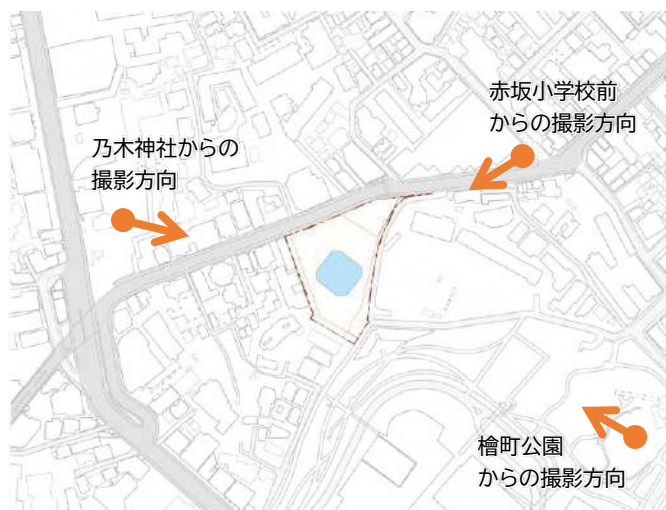 赤坂小学校前
からの撮影方向
乃木神社からの
撮影方向
檜町公園
からの撮影方向